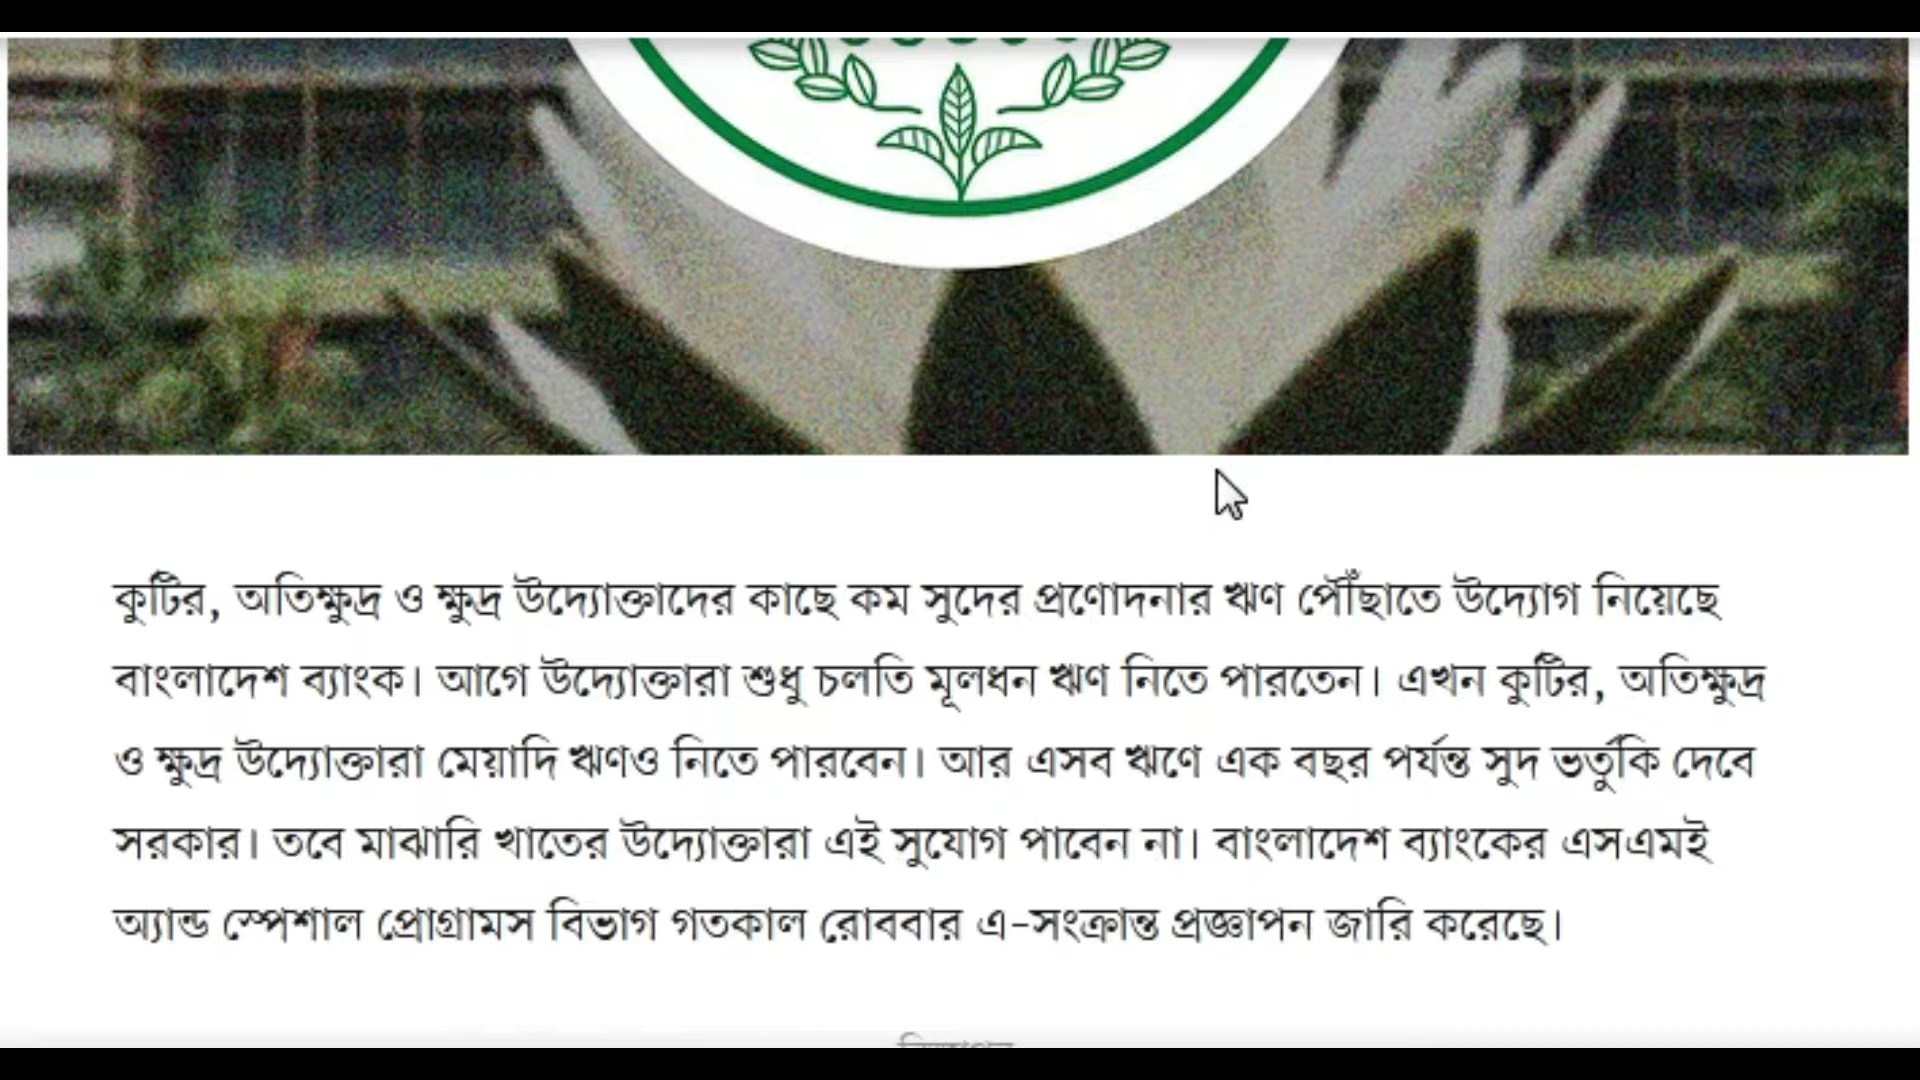 কুটির, অতিক্ষুদ্র ও ক্ষুদ্র উদ্যোক্তাদের কাছে কম সুদের প্রণোদনার ঋণ পৌঁছাতে উদ্যোগ নিয়েছে
বাংলাদেশ ব্যাংক। আগে উদ্যোক্তারা শুধু চলতি মূলধন ঋণ নিতে পারতেন। এখন কুটির, অতিক্ষুদ্র
ও ক্ষুদ্র উদ্যোক্তারা মেয়াদি ঋণও নিতে পারবেন। আর এসব ঋণে এক বছর পর্যন্ত সুদ ভর্তুকি দেবে
সরকার। তবে মাঝারি খাতের উদ্যোক্তারা এই সুযোগ পাবেন না। বাংলাদেশ ব্যাংকের এসএমই
অ্যান্ড স্পেশাল প্রোগ্রামস বিভাগ গতকাল রোববার এ-সংক্রান্ত প্রজ্ঞাপন জারি করেছে।